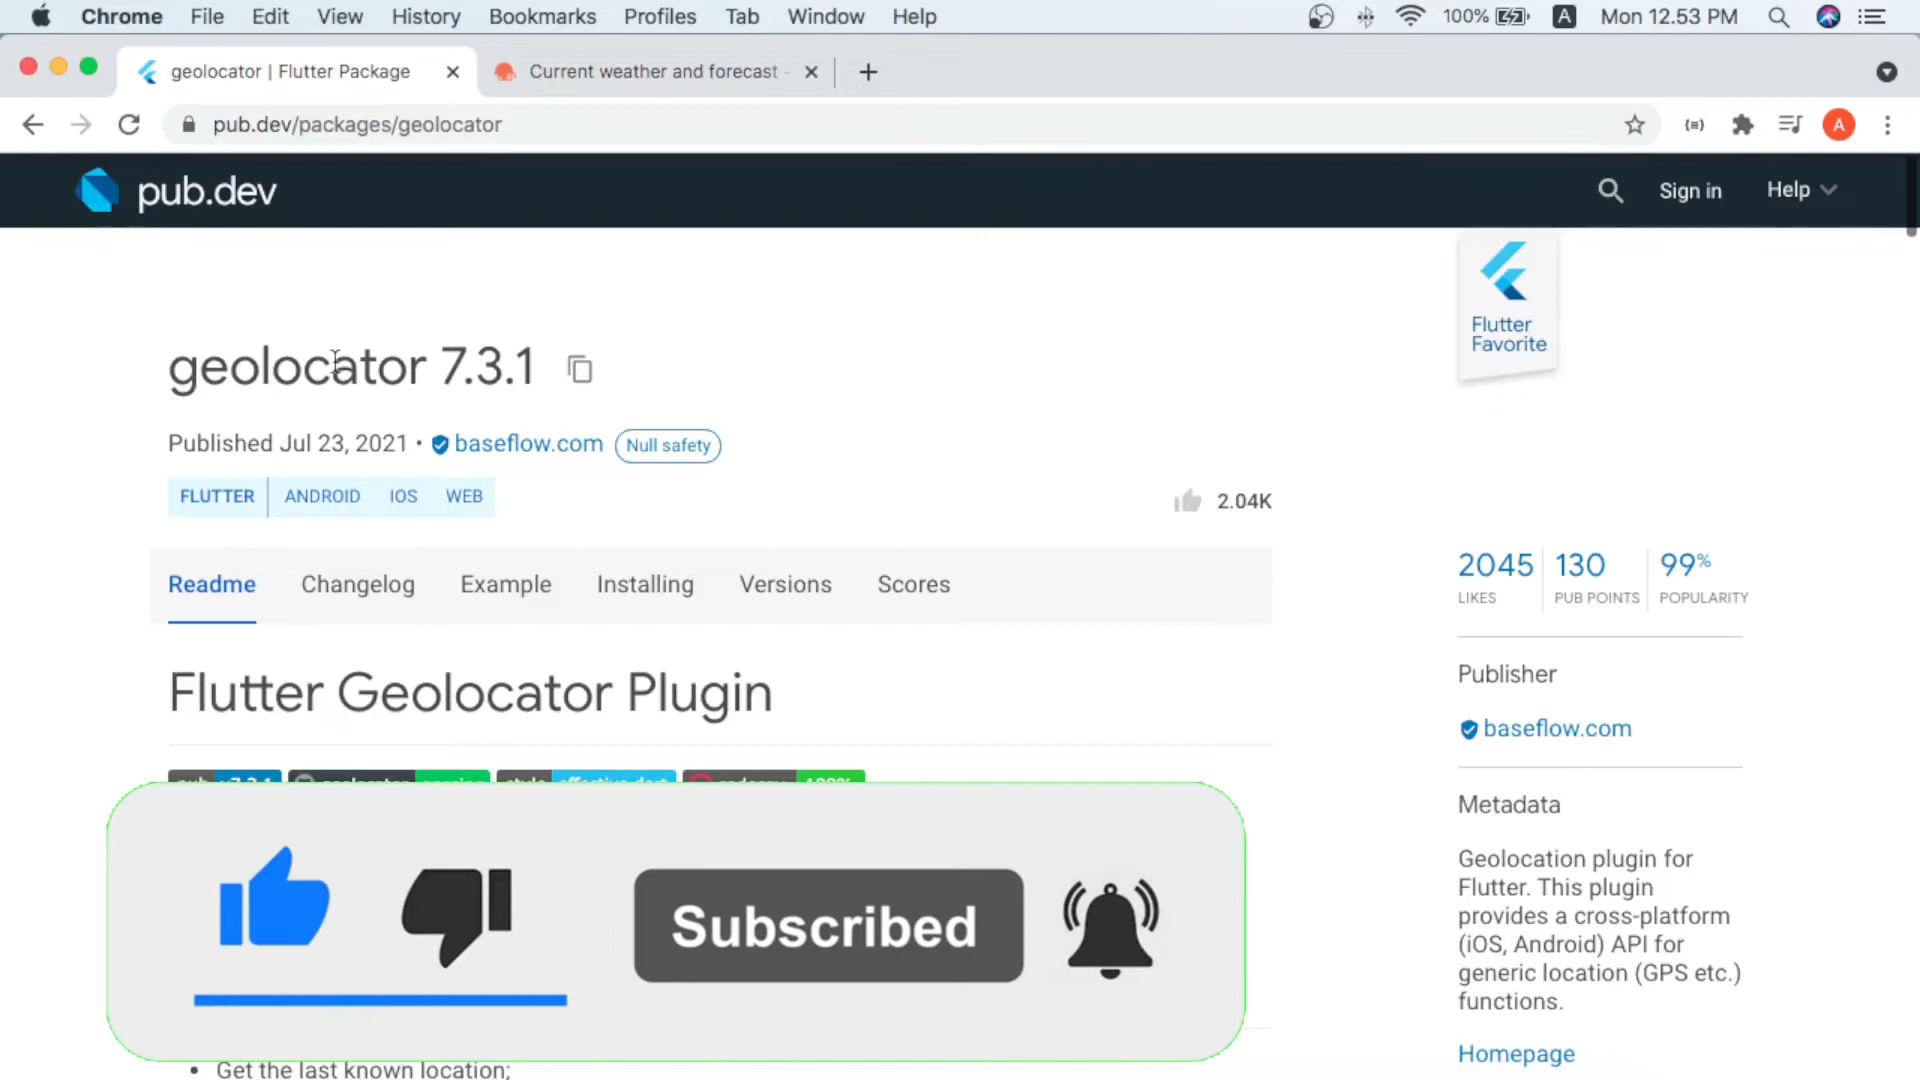 Chrome File Edit View History Bookmarks Profiles Tab Window Help 100% A Mon 12.53 PM
geolocator | Flutter Package Current weather and forecast -
pub.dev/packages/geolocator A
pub.dev Sign in Help
Flutter
Favorite
geolocator 7.3.1
Published Jul 23, 2021 • baseflow.com Null safety
FLUTTER ANDROID IOS WEB
2.04K
Readme Changelog Example Installing Versions Scores
2045 130 99%
LIKES PUB POINTS POPULARITY
Flutter Geolocator Plugin
Publisher
baseflow.com
Metadata
Geolocation plugin for
Flutter. This plugin
provides a cross-platform
(iOS, Android) API for
generic location (GPS etc.)
functions.
Homepage
Subscribed
• Get the last known location;